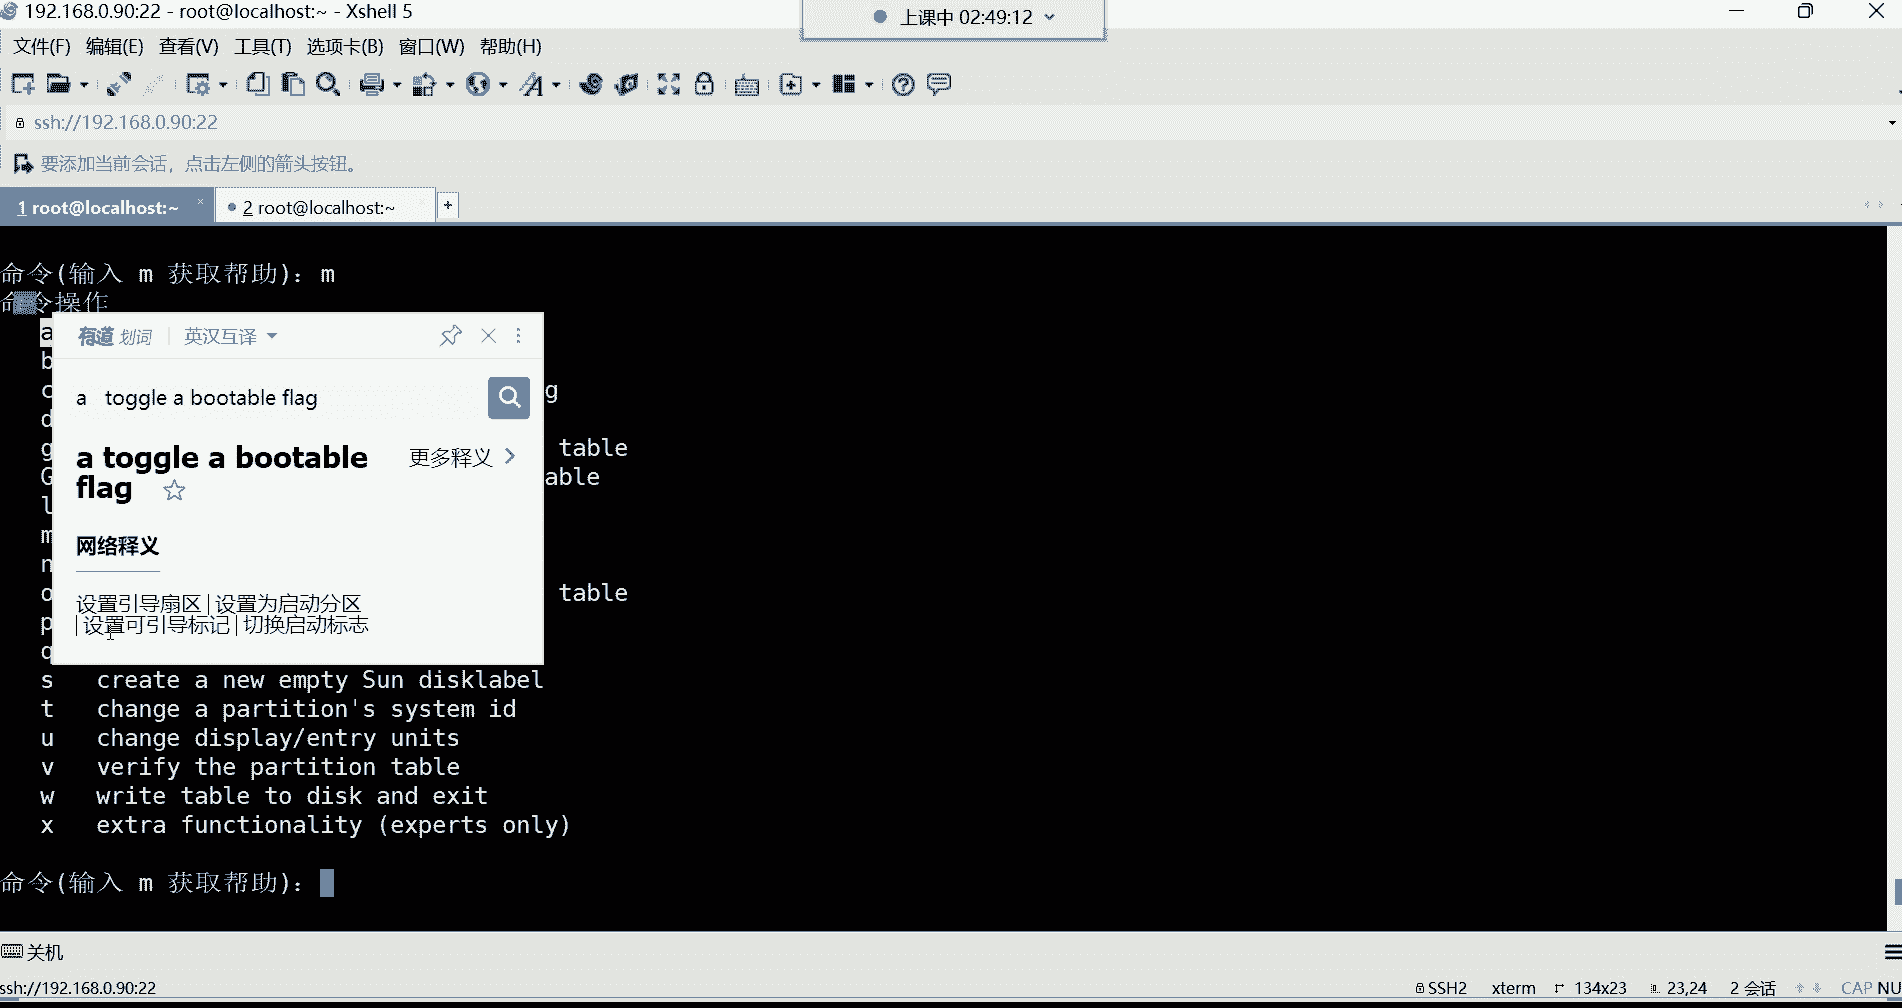 192.168.0.90:22 - root@localhost:~ - Xshell 5
上课中 02:49:12
文件(F) 编辑(E) 查看(V) 工具(T) 选项卡(B) 窗口(W) 帮助(H)
ssh://192.168.0.90:22
要添加当前会话，点击左侧的箭头按钮。
1 root@localhost:~ × 2 root@localhost:~ +
命令(输入 m 获取帮助)：m
命令操作
a
有道 划词 英汉互译
b
a toggle a bootable flag
c g
d
g table
a toggle a bootable flag
更多释义
G able
l
m
网络释义
n
o table
设置引导扇区|设置为启动分区
p
|设置可引导标记|切换启动标志
q
s create a new empty Sun disklabel
t change a partition's system id
u change display/entry units
v verify the partition table
w write table to disk and exit
x extra functionality (experts only)
命令(输入 m 获取帮助)：
关机
ssh://192.168.0.90:22 SSH2 xterm 134x23 23,24 2 会话 CAP NU